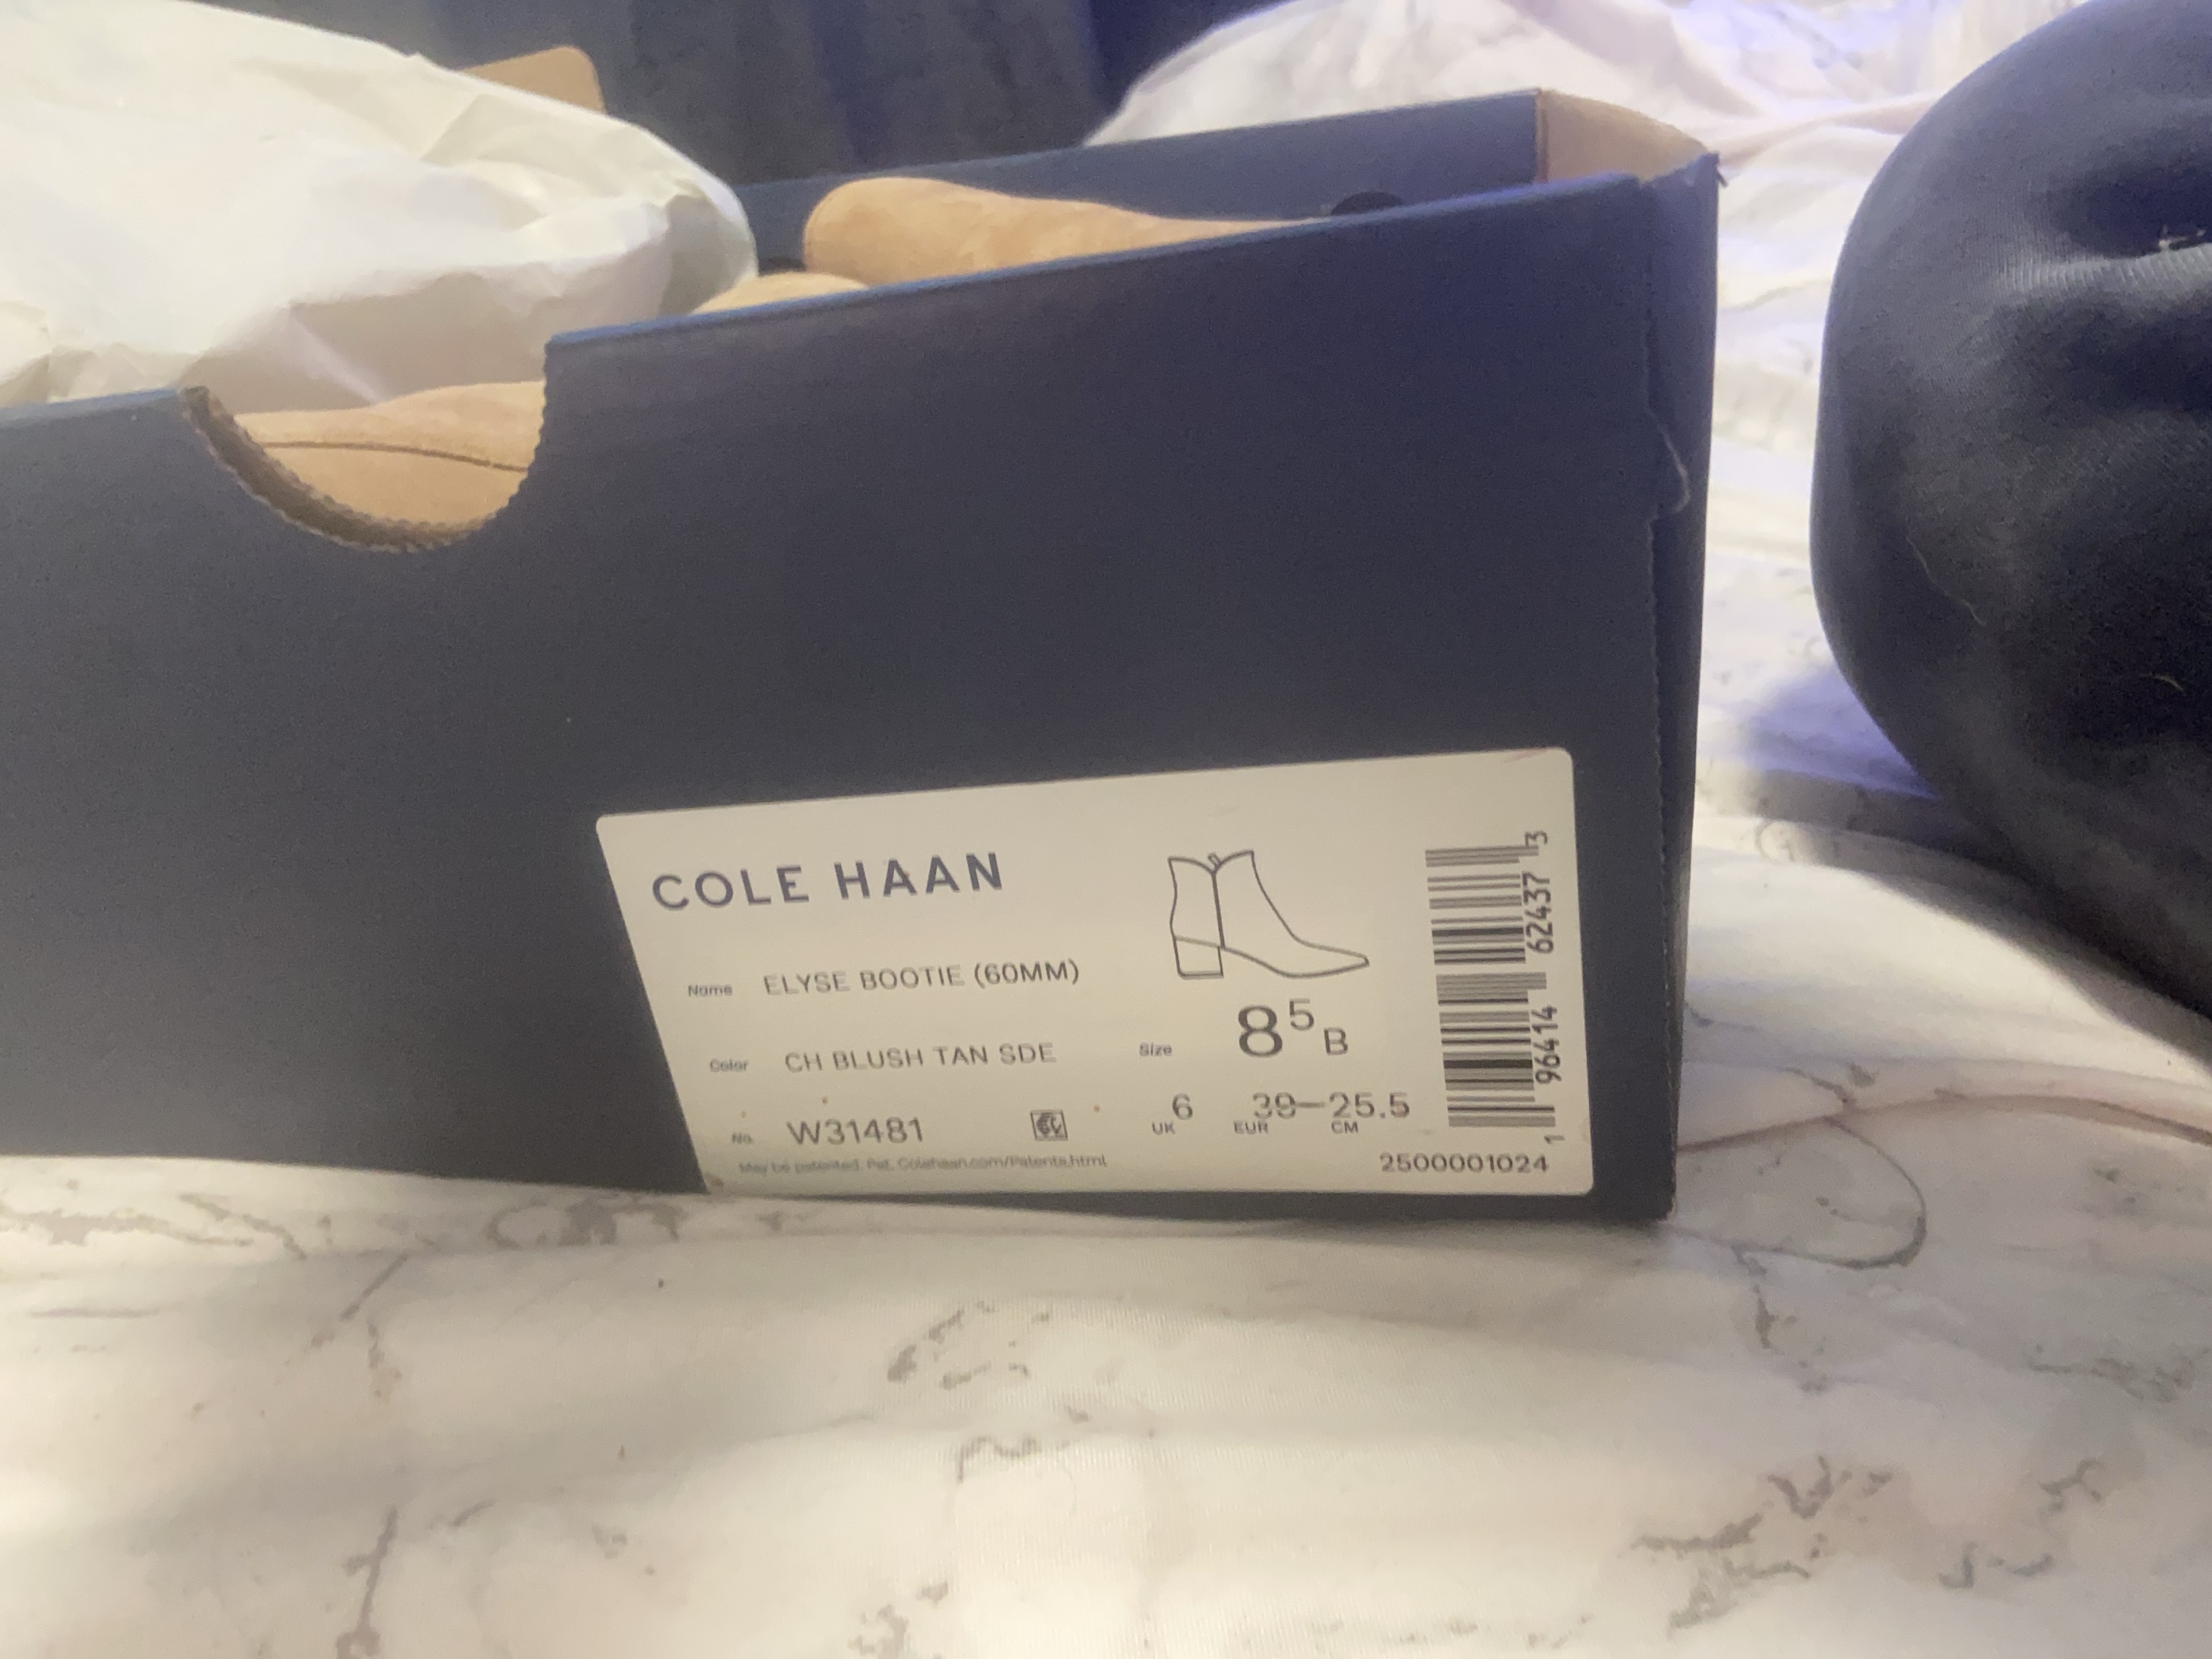 COLE HAAN
Name ELYSE BOOTIE (60MM)
Color CH BLUSH TAN SDE
Size 8 5 B
No. W31481
UK 6 EUR 39 CM 25.5
May be patented. Pat. Colehaan.com/Patents.html
2500001024
1 96414 62437 3